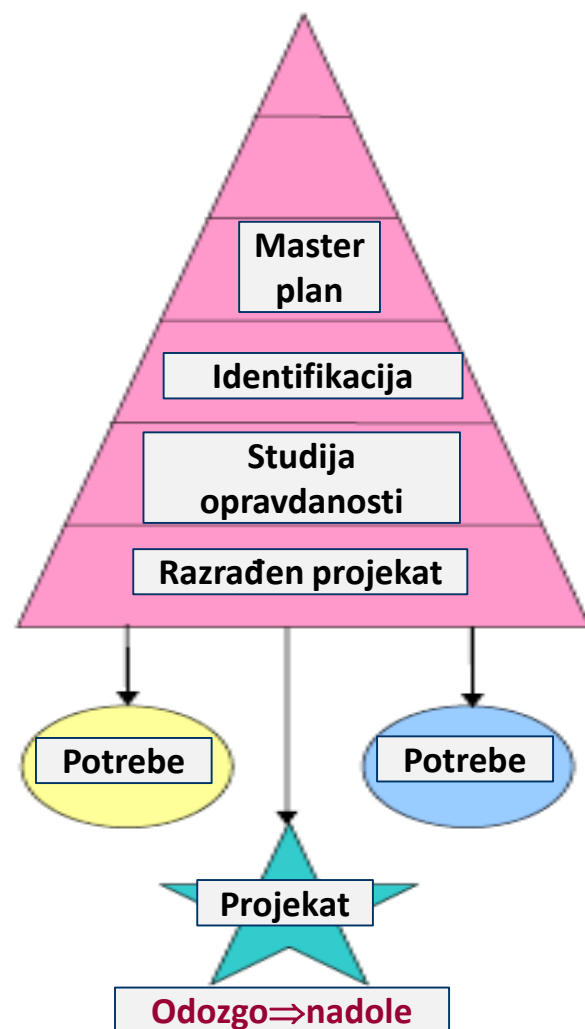 Master
plan
Identifikacija
Studija
opravdanosti
Razrađen projekat
Potrebe
Potrebe
Projekat
Odozgo⇒nadole